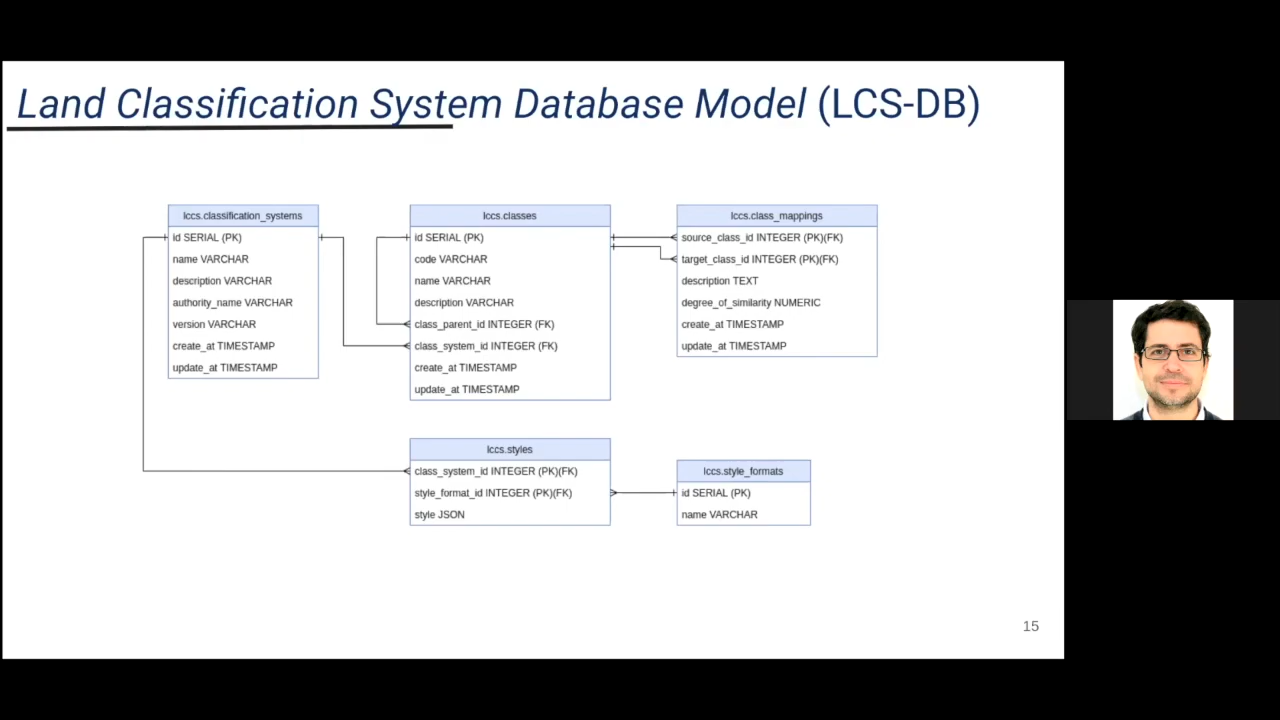 Land Classification System Database Model (LCS-DB)
lccs.classification_systems
id SERIAL (PK)
name VARCHAR
description VARCHAR
authority_name VARCHAR
version VARCHAR
create_at TIMESTAMP
update_at TIMESTAMP
lccs.classes
id SERIAL (PK)
code VARCHAR
name VARCHAR
description VARCHAR
class_parent_id INTEGER (FK)
class_system_id INTEGER (FK)
create_at TIMESTAMP
update_at TIMESTAMP
lccs.class_mappings
source_class_id INTEGER (PK)(FK)
target_class_id INTEGER (PK)(FK)
description TEXT
degree_of_similarity NUMERIC
create_at TIMESTAMP
update_at TIMESTAMP
lccs.styles
class_system_id INTEGER (PK)(FK)
style_format_id INTEGER (PK)(FK)
style JSON
lccs.style_formats
id SERIAL (PK)
name VARCHAR
15